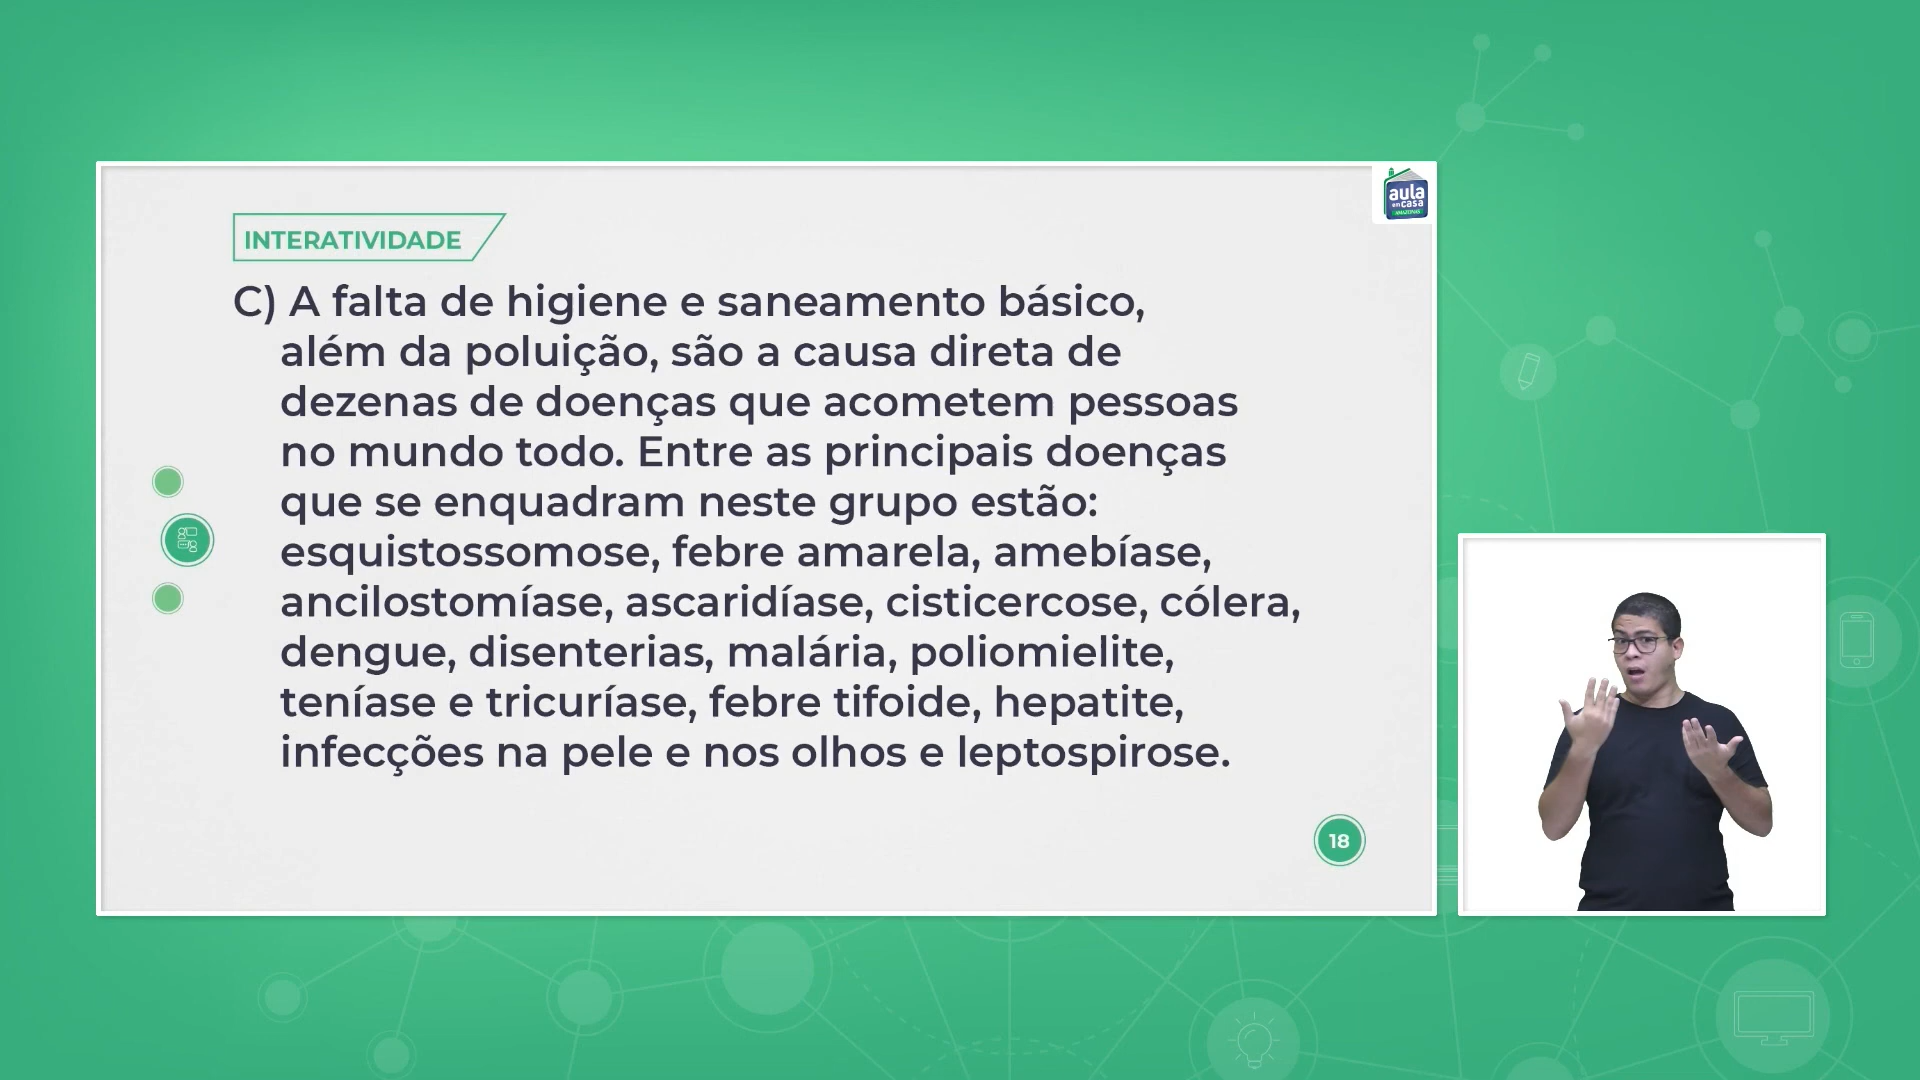 aula
em casa
AMAZONAS
INTERATIVIDADE
C) A falta de higiene e saneamento básico,
além da poluição, são a causa direta de
dezenas de doenças que acometem pessoas
no mundo todo. Entre as principais doenças
que se enquadram neste grupo estão:
esquistossomose, febre amarela, amebíase,
ancilostomíase, ascaridíase, cisticercose, cólera,
dengue, disenterias, malária, poliomielite,
teníase e tricuríase, febre tifoide, hepatite,
infecções na pele e nos olhos e leptospirose.
18